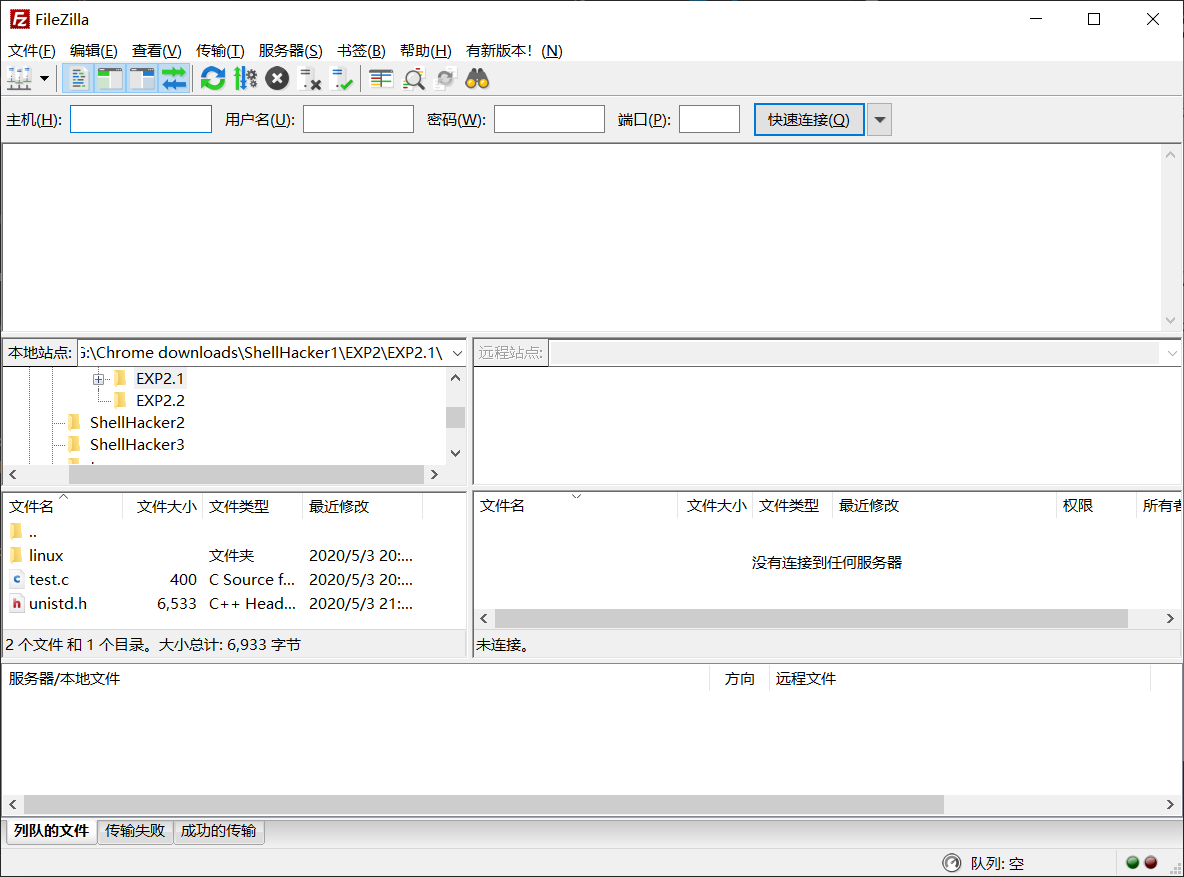 FileZilla
文件(F) 编辑(E) 查看(V) 传输(T) 服务器(S) 书签(B) 帮助(H) 有新版本！(N)
主机(H): 用户名(U): 密码(W): 端口(P): 快速连接(Q)
本地站点: :\Chrome downloads\ShellHacker1\EXP2\EXP2.1\ 远程站点:
EXP2.1
EXP2.2
ShellHacker2
ShellHacker3
文件名 文件大小 文件类型 最近修改 文件名 文件大小 文件类型 最近修改 权限 所有者
..
linux 文件夹 2020/5/3 20:...
test.c 400 C Source f... 2020/5/3 20:...
unistd.h 6,533 C++ Head... 2020/5/3 21:...
没有连接到任何服务器
2 个文件 和 1 个目录。大小总计: 6,933 字节 未连接。
服务器/本地文件 方向 远程文件
列队的文件 传输失败 成功的传输
队列: 空